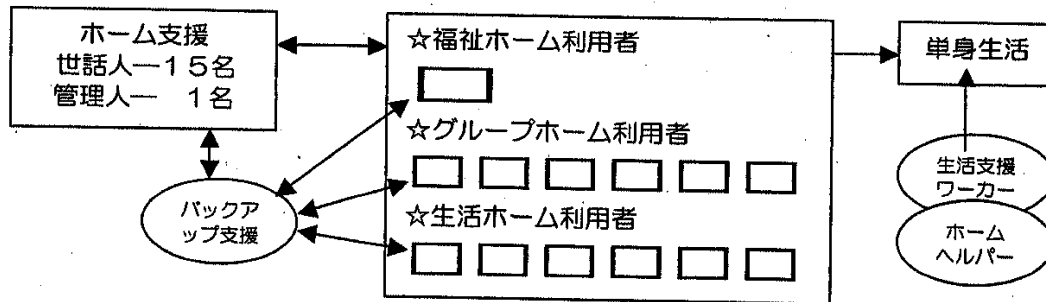 ホーム支援
世話人―15名
管理人― 1名
バックア
ップ支援
☆福祉ホーム利用者
☆グループホーム利用者
☆生活ホーム利用者
単身生活
生活支援
ワーカー
ホーム
ヘルパー